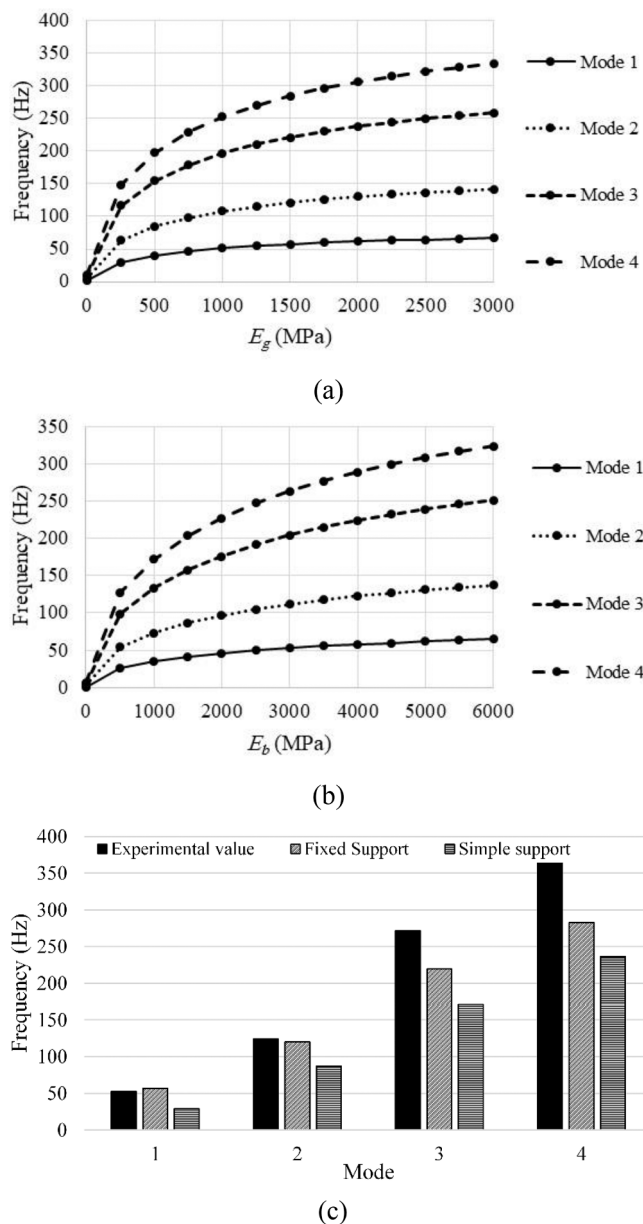 400
350
300
250
200
150
100
50
0
Frequency (Hz)
0 500 1000 1500 2000 2500 3000
E_g (MPa)
Mode 1
Mode 2
Mode 3
Mode 4
(a)
350
300
250
200
150
100
50
0
Frequency (Hz)
0 1000 2000 3000 4000 5000 6000
E_b (MPa)
Mode 1
Mode 2
Mode 3
Mode 4
(b)
400
350
300
250
200
150
100
50
0
Frequency (Hz)
Experimental value Fixed Support Simple support
1 2 3 4
Mode
(c)